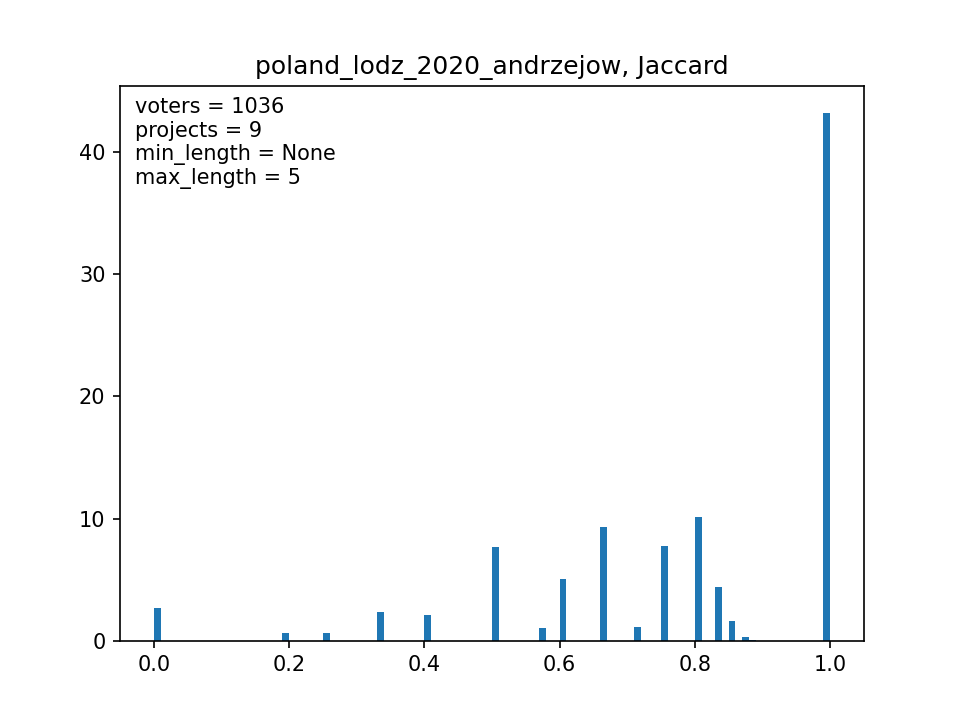 poland_lodz_2020_andrzejow, Jaccard
voters = 1036
projects = 9
min_length = None
max_length = 5
40
30
20
10
0
0.0 0.2 0.4 0.6 0.8 1.0